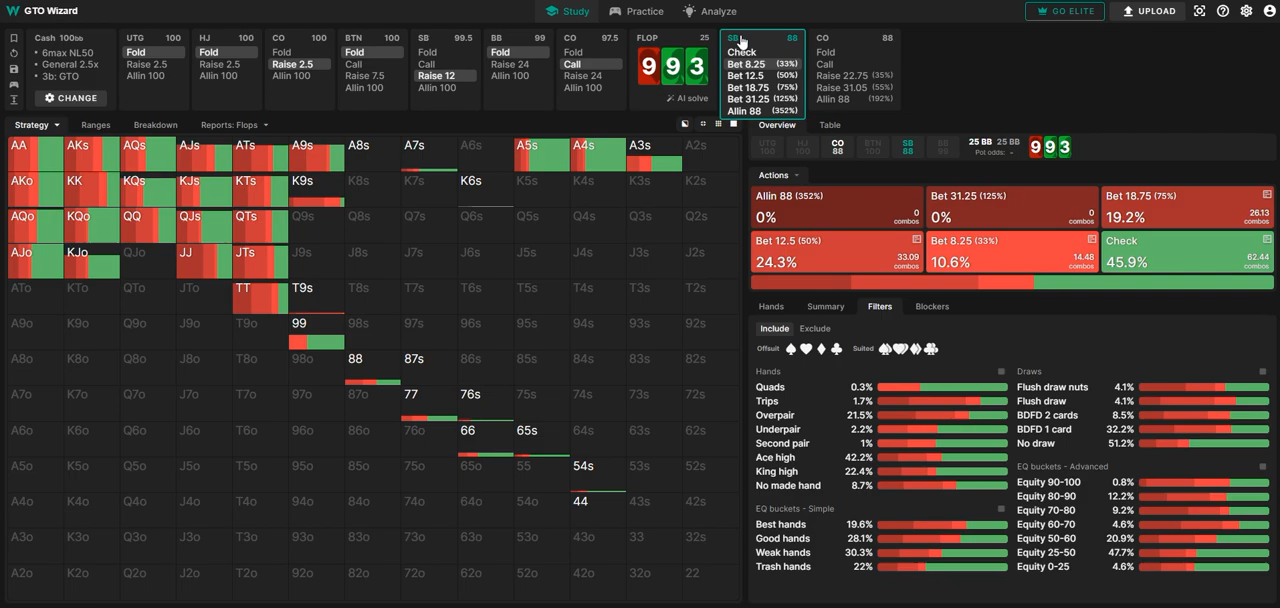 GTO Wizard
Study
Practice
Analyze
GO ELITE
UPLOAD
Cash 100bb
• 6max NL50
• General 2.5x
• 3b: GTO
CHANGE
UTG 100
Fold
Raise 2.5
Allin 100
HJ 100
Fold
Raise 2.5
Allin 100
CO 100
Fold
Raise 2.5
Allin 100
BTN 100
Fold
Call
Raise 7.5
Allin 100
SB 99.5
Fold
Call
Raise 12
Allin 100
BB 99
Fold
Call
Raise 24
Allin 100
CO 97.5
Fold
Call
Raise 24
Allin 100
FLOP 25
9 9 3
AI solve
SB 88
Check
Bet 8.25 (33%)
Bet 12.5 (50%)
Bet 18.75 (75%)
Bet 31.25 (125%)
Allin 88 (352%)
CO 88
Fold
Call
Raise 22.75 (35%)
Raise 31.05 (55%)
Allin 88 (192%)
Strategy
Ranges
Breakdown
Reports: Flops
AA AKs AQs AJs ATs A9s A8s A7s A6s A5s A4s A3s A2s
AKo KK KQs KJs KTs K9s K8s K7s K6s K5s K4s K3s K2s
AQo KQo QQ QJs QTs Q9s Q8s Q7s Q6s Q5s Q4s Q3s Q2s
AJo KJo QJo JJ JTs J9s J8s J7s J6s J5s J4s J3s J2s
ATo KTo QTo JTo TT T9s T8s T7s T6s T5s T4s T3s T2s
A9o K9o Q9o J9o T9o 99 98s 97s 96s 95s 94s 93s 92s
A8o K8o Q8o J8o T8o 98o 88 87s 86s 85s 84s 83s 82s
A7o K7o Q7o J7o T7o 97o 87o 77 76s 75s 74s 73s 72s
A6o K6o Q6o J6o T6o 96o 86o 76o 66 65s 64s 63s 62s
A5o K5o Q5o J5o T5o 95o 85o 75o 65o 55 54s 53s 52s
A4o K4o Q4o J4o T4o 94o 84o 74o 64o 54o 44 43s 42s
A3o K3o Q3o J3o T3o 93o 83o 73o 63o 53o 43o 33 32s
A2o K2o Q2o J2o T2o 92o 82o 72o 62o 52o 42o 32o 22
Overview
Table
UTG 100
HJ 100
CO 88
BTN 100
SB 88
BB 99
25 BB 25 BB
Pot odds: -
9 9 3
Actions
Allin 88 (352%)
0% 0 combos
Bet 31.25 (125%)
0% 0 combos
Bet 18.75 (75%)
19.2% 26.13 combos
Bet 12.5 (50%)
24.3% 33.09 combos
Bet 8.25 (33%)
10.6% 14.48 combos
Check
45.9% 62.44 combos
Hands
Summary
Filters
Blockers
Include
Exclude
Offsuit
Suited
Hands
Quads 0.3%
Trips 1.7%
Overpair 21.5%
Underpair 2.2%
Second pair 1%
Ace high 42.2%
King high 22.4%
No made hand 8.7%
EQ buckets - Simple
Best hands 19.6%
Good hands 28.1%
Weak hands 30.3%
Trash hands 22%
Draws
Flush draw nuts 4.1%
Flush draw 4.1%
BDFD 2 cards 8.5%
BDFD 1 card 32.2%
No draw 51.2%
EQ buckets - Advanced
Equity 90-100 0.8%
Equity 80-90 12.2%
Equity 70-80 9.2%
Equity 60-70 4.6%
Equity 50-60 20.9%
Equity 25-50 47.7%
Equity 0-25 4.6%